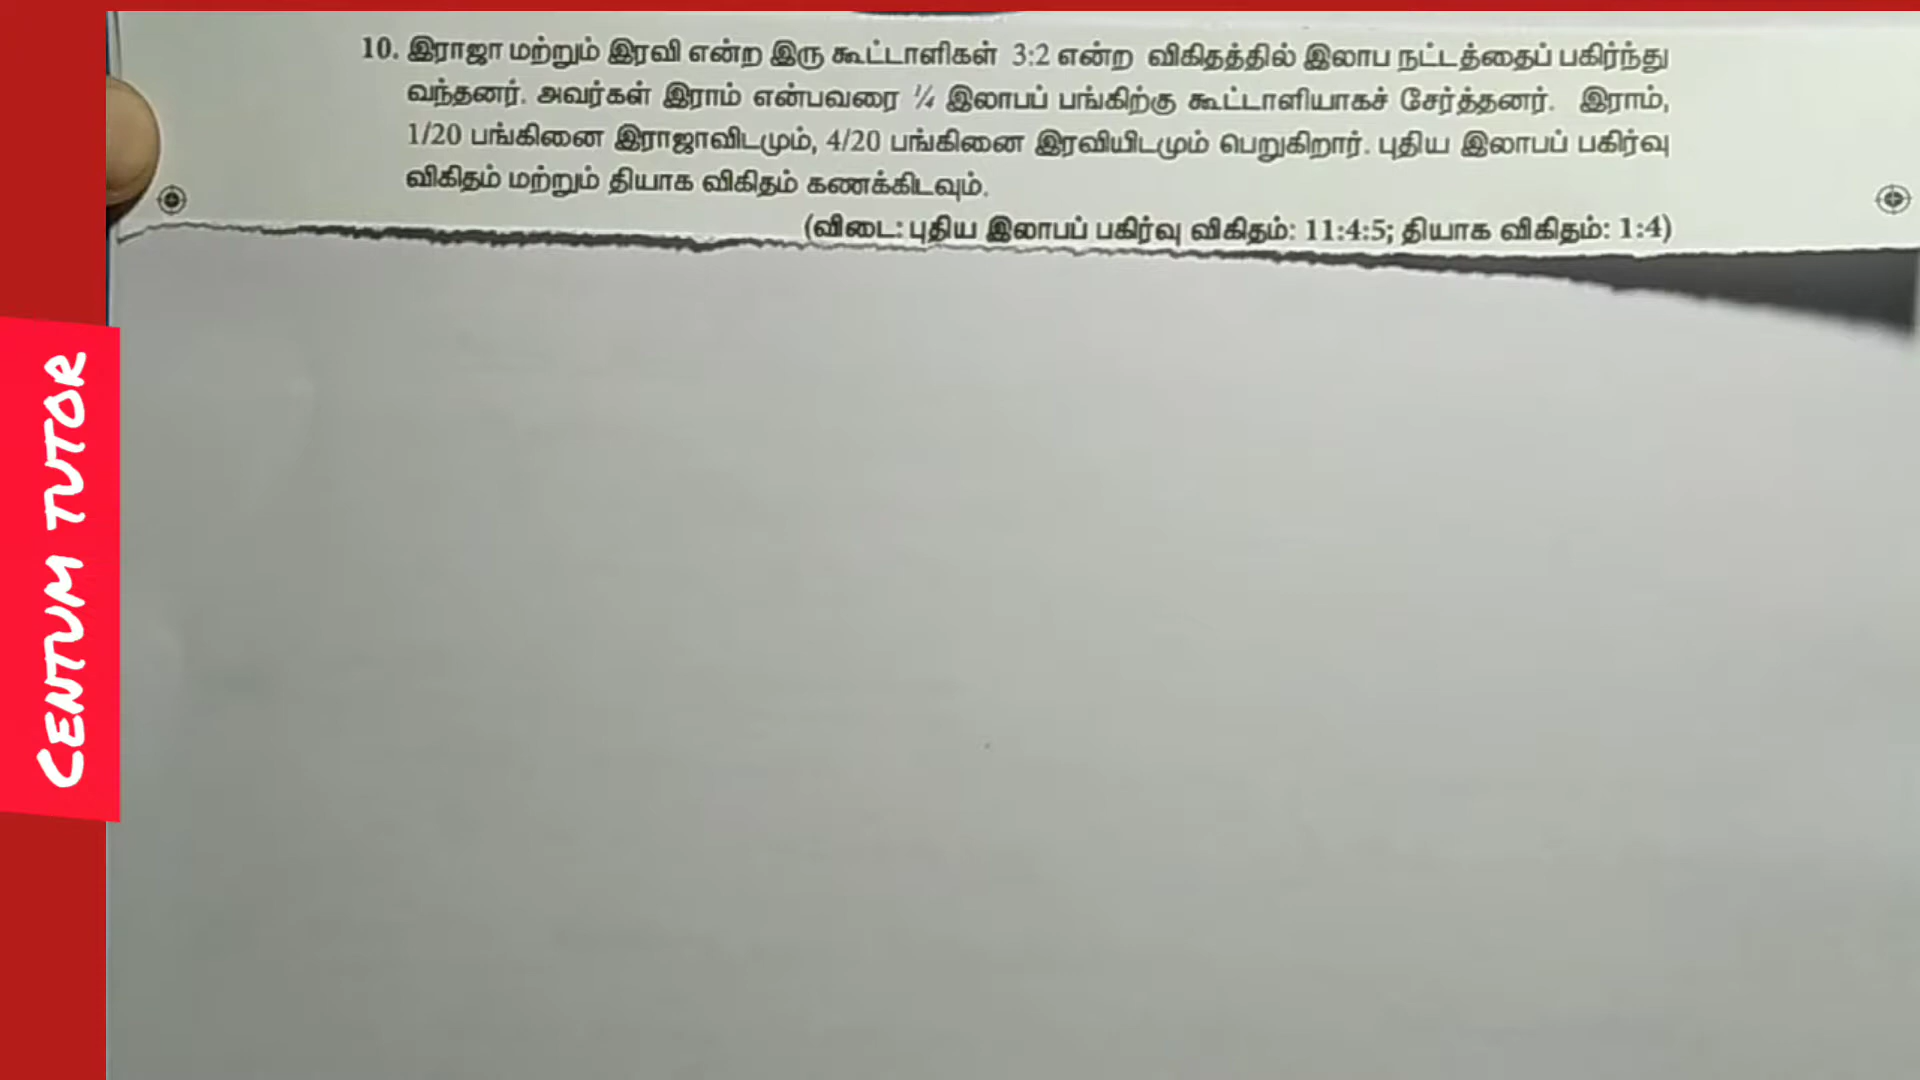 10. இராஜா மற்றும் இரவி என்ற இரு கூட்டாளிகள் 3:2 என்ற விகிதத்தில் இலாப நட்டத்தைப் பகிர்ந்து
வந்தனர். அவர்கள் இராம் என்பவரை ¼ இலாபப் பங்கிற்கு கூட்டாளியாகச் சேர்த்தனர். இராம்,
1/20 பங்கினை இராஜாவிடமும், 4/20 பங்கினை இரவியிடமும் பெறுகிறார். புதிய இலாபப் பகிர்வு
விகிதம் மற்றும் தியாக விகிதம் கணக்கிடவும்.
(விடை: புதிய இலாபப் பகிர்வு விகிதம்: 11:4:5; தியாக விகிதம்: 1:4)
CENTUM TUTOR